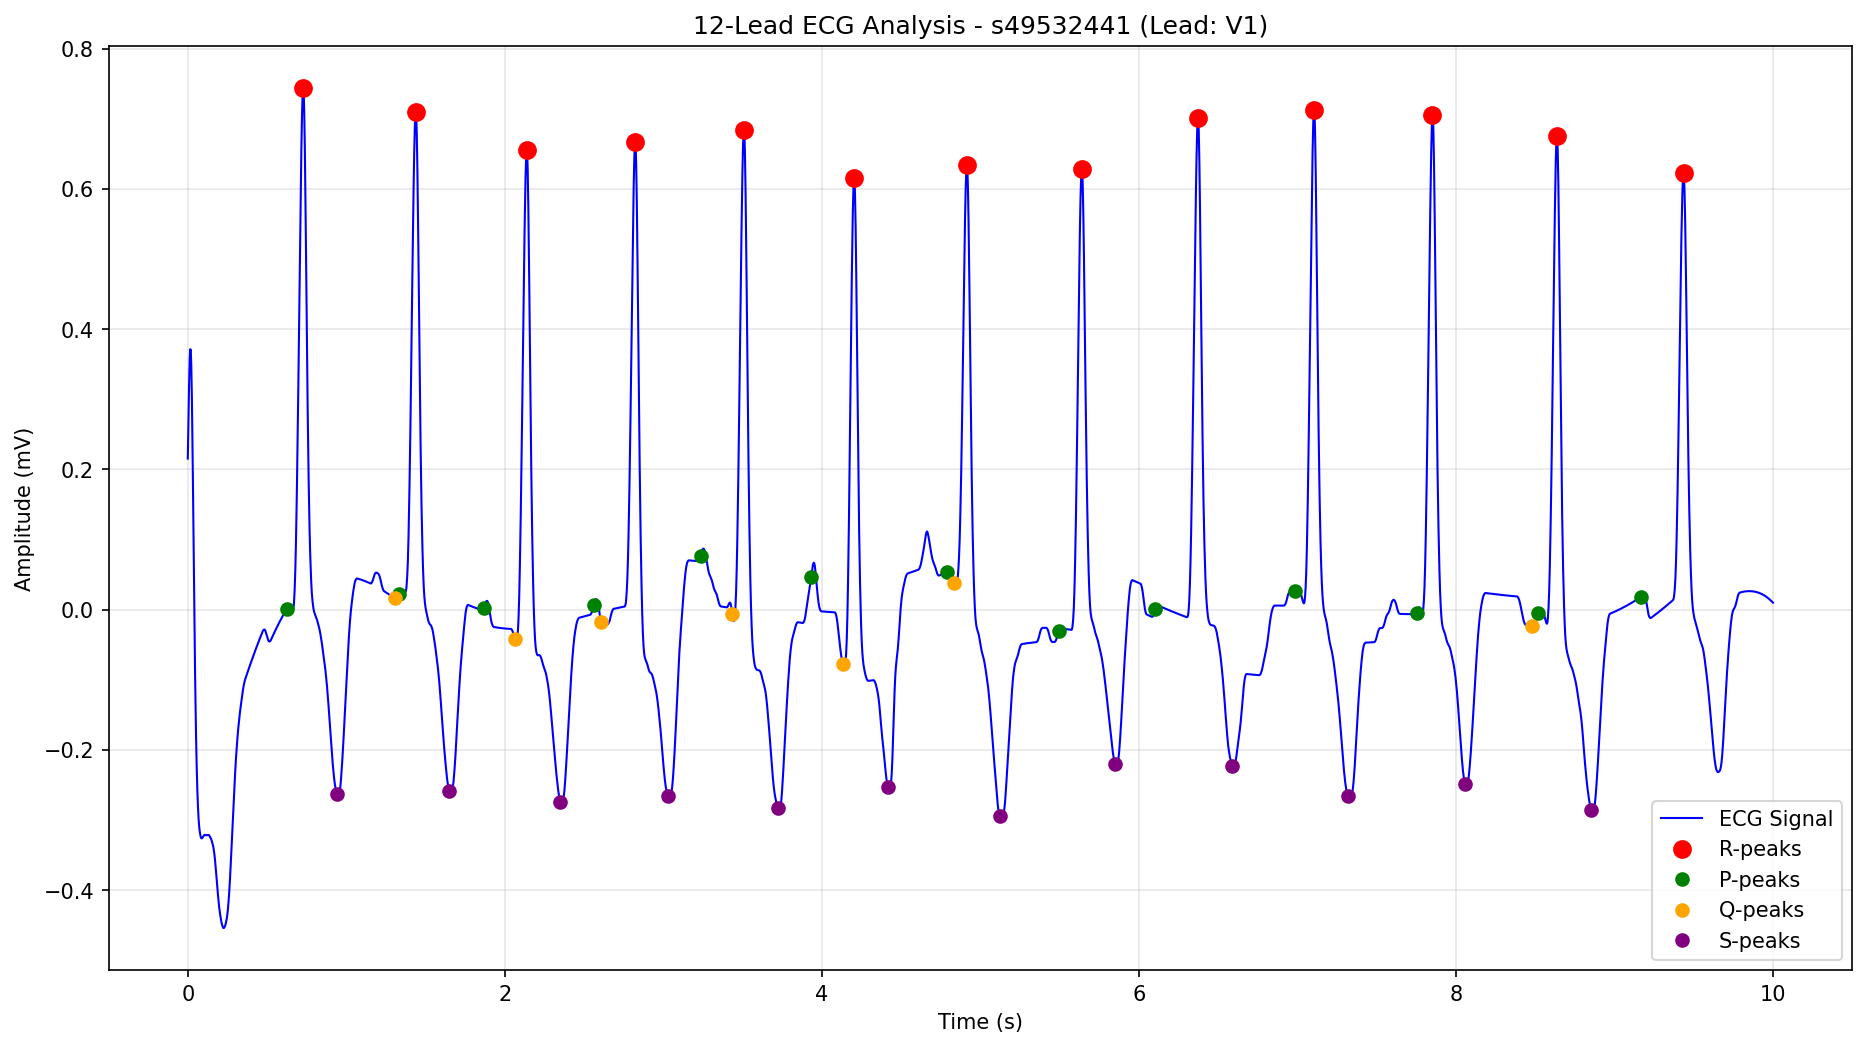 12-Lead ECG Analysis - s49532441 (Lead: V1)
Amplitude (mV)
0.8
0.6
0.4
0.2
0.0
−0.2
−0.4
0 2 4 6 8 10
Time (s)
ECG Signal
R-peaks
P-peaks
Q-peaks
S-peaks